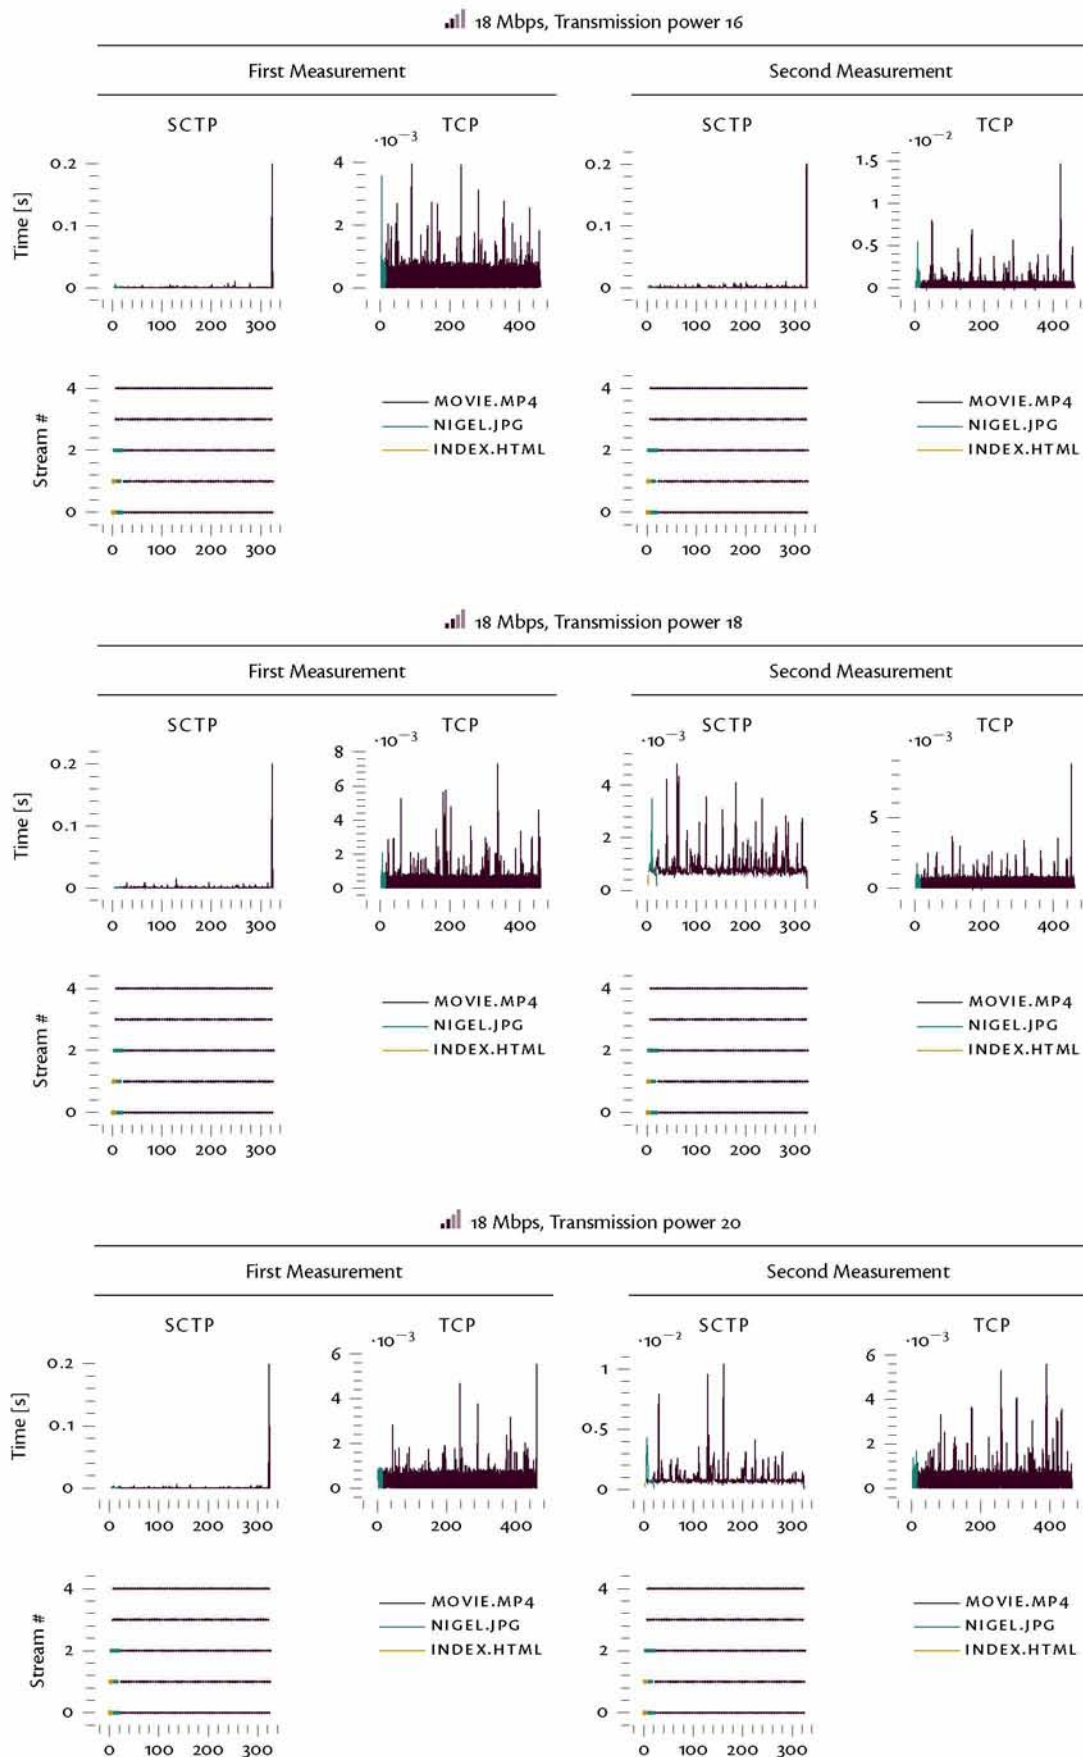 18 Mbps, Transmission power 16
First Measurement
Second Measurement
SCTP
TCP
SCTP
TCP
Time [s]
0.2
0.1
0
0 100 200 300
·10⁻³
4
2
0
0 200 400
0.2
0.1
0
0 100 200 300
·10⁻²
1.5
1
0.5
0
0 200 400
Stream #
4
2
0
0 100 200 300
MOVIE.MP4
NIGEL.JPG
INDEX.HTML
4
2
0
0 100 200 300
MOVIE.MP4
NIGEL.JPG
INDEX.HTML
18 Mbps, Transmission power 18
First Measurement
Second Measurement
SCTP
TCP
SCTP
TCP
Time [s]
0.2
0.1
0
0 100 200 300
·10⁻³
8
6
4
2
0
0 200 400
·10⁻³
4
2
0
0 100 200 300
·10⁻³
5
0
0 200 400
Stream #
4
2
0
0 100 200 300
MOVIE.MP4
NIGEL.JPG
INDEX.HTML
4
2
0
0 100 200 300
MOVIE.MP4
NIGEL.JPG
INDEX.HTML
18 Mbps, Transmission power 20
First Measurement
Second Measurement
SCTP
TCP
SCTP
TCP
Time [s]
0.2
0.1
0
0 100 200 300
·10⁻³
6
4
2
0
0 200 400
·10⁻²
1
0.5
0
0 100 200 300
·10⁻³
6
4
2
0
0 200 400
Stream #
4
2
0
0 100 200 300
MOVIE.MP4
NIGEL.JPG
INDEX.HTML
4
2
0
0 100 200 300
MOVIE.MP4
NIGEL.JPG
INDEX.HTML